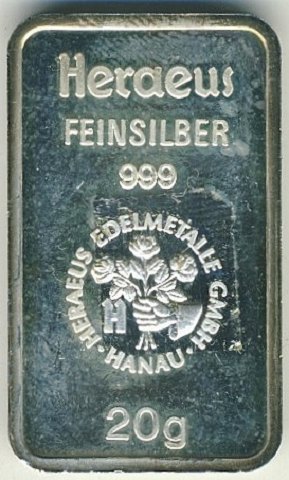 Heraeus
FEINSILBER
999
HERAEUS EDELMETALLE GMBH
· HANAU ·
H
20g